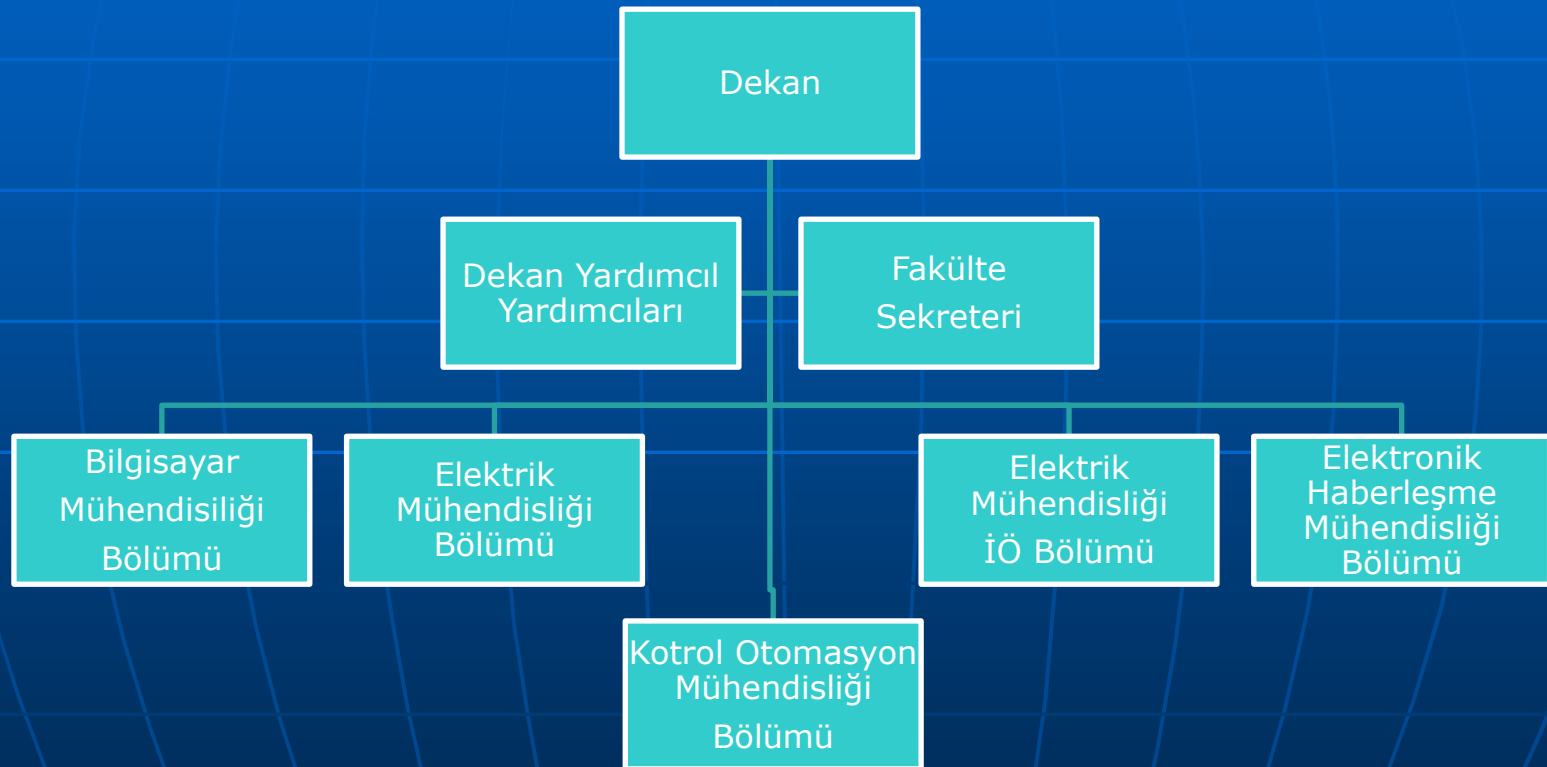 Dekan
Dekan Yardımcıl
Yardımcıları
Fakülte
Sekreteri
Bilgisayar
Mühendisiliği
Bölümü
Elektrik
Mühendisliği
Bölümü
Elektrik
Mühendisliği
İÖ Bölümü
Elektronik
Haberleşme
Mühendisliği
Bölümü
Kotrol Otomasyon
Mühendisliği
Bölümü